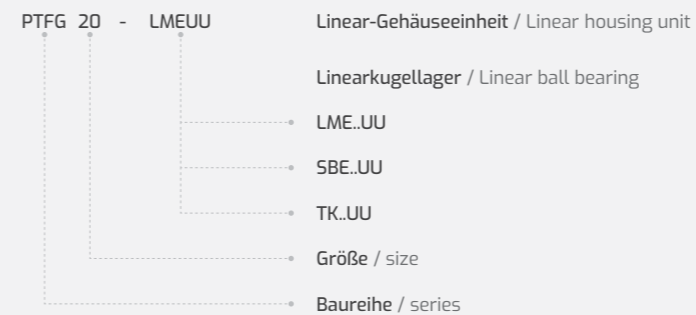 PTFG 20 - LMEUU Linear-Gehäuseeinheit / Linear housing unit
Linearkugellager / Linear ball bearing
LME..UU
SBE..UU
TK..UU
Größe / size
Baureihe / series